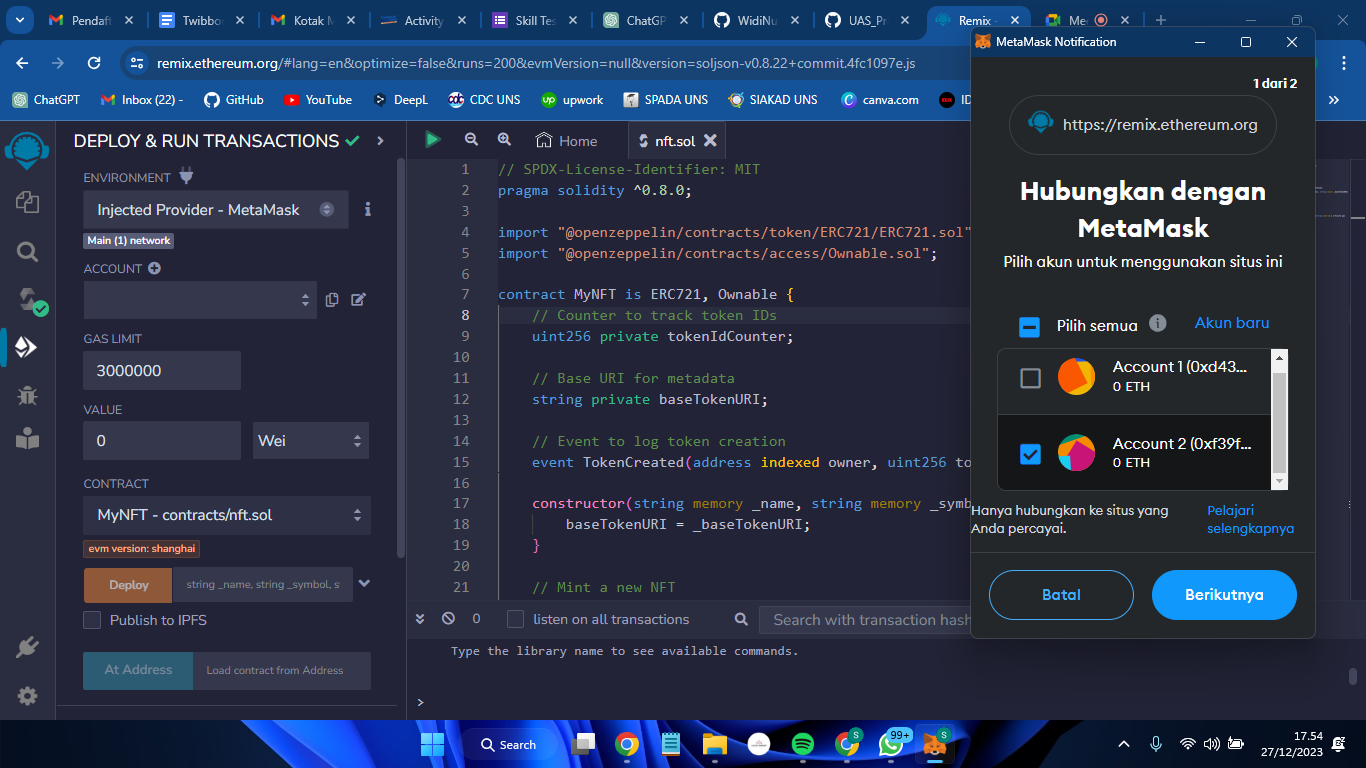 Pendaft
Twibbo
Kotak M
Activity
Skill Tes
ChatGP
WidiNu
UAS_Pr
Remix -
Me
remix.ethereum.org/#lang=en&optimize=false&runs=200&evmVersion=null&version=soljson-v0.8.22+commit.4fc1097e.js
ChatGPT
Inbox (22) -
GitHub
YouTube
DeepL
CDC UNS
upwork
SPADA UNS
SIAKAD UNS
canva.com
DEPLOY & RUN TRANSACTIONS
ENVIRONMENT
Injected Provider - MetaMask
Main (1) network
ACCOUNT
GAS LIMIT
3000000
VALUE
0
Wei
CONTRACT
MyNFT - contracts/nft.sol
evm version: shanghai
Deploy
string _name, string _symbol, s
Publish to IPFS
At Address
Load contract from Address
Home
nft.sol
1 // SPDX-License-Identifier: MIT
2 pragma solidity ^0.8.0;
3
4 import "@openzeppelin/contracts/token/ERC721/ERC721.sol"
5 import "@openzeppelin/contracts/access/Ownable.sol";
6
7 contract MyNFT is ERC721, Ownable {
8 // Counter to track token IDs
9 uint256 private tokenIdCounter;
10
11 // Base URI for metadata
12 string private baseTokenURI;
13
14 // Event to log token creation
15 event TokenCreated(address indexed owner, uint256 to
16
17 constructor(string memory _name, string memory _symb
18 baseTokenURI = _baseTokenURI;
19 }
20
21 // Mint a new NFT
0
listen on all transactions
Search with transaction hash
Type the library name to see available commands.
>
MetaMask Notification
1 dari 2
https://remix.ethereum.org
Hubungkan dengan
MetaMask
Pilih akun untuk menggunakan situs ini
Pilih semua
Akun baru
Account 1 (0xd43...
0 ETH
Account 2 (0xf39f...
0 ETH
Hanya hubungkan ke situs yang
Anda percayai.
Pelajari
selengkapnya
Batal
Berikutnya
Search
99+
17.54
27/12/2023